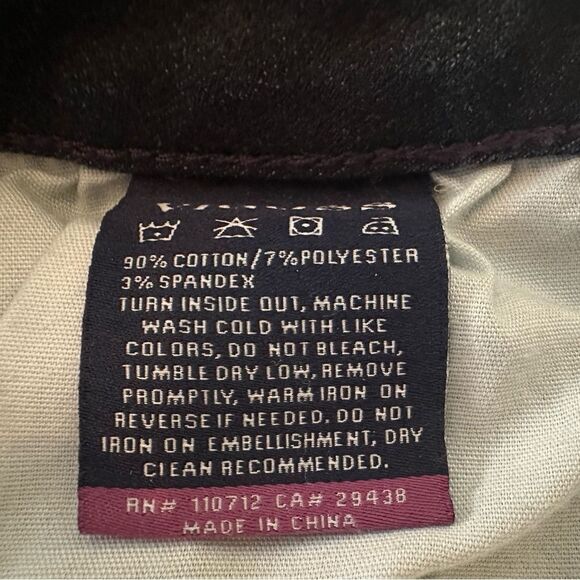 90% COTTON/7%POLYESTER
3% SPANDEX
TURN INSIDE OUT, MACHINE
WASH COLD WITH LIKE
COLORS, DO NOT BLEACH,
TUMBLE DRY LOW, REMOVE
PROMPTLY, WARM IRON ON
REVERSE IF NEEDED. DO NOT
IRON ON EMBELLISHMENT, DRY
CLEAN RECOMMENDED.
RN# 110712 CA# 29438
MADE IN CHINA